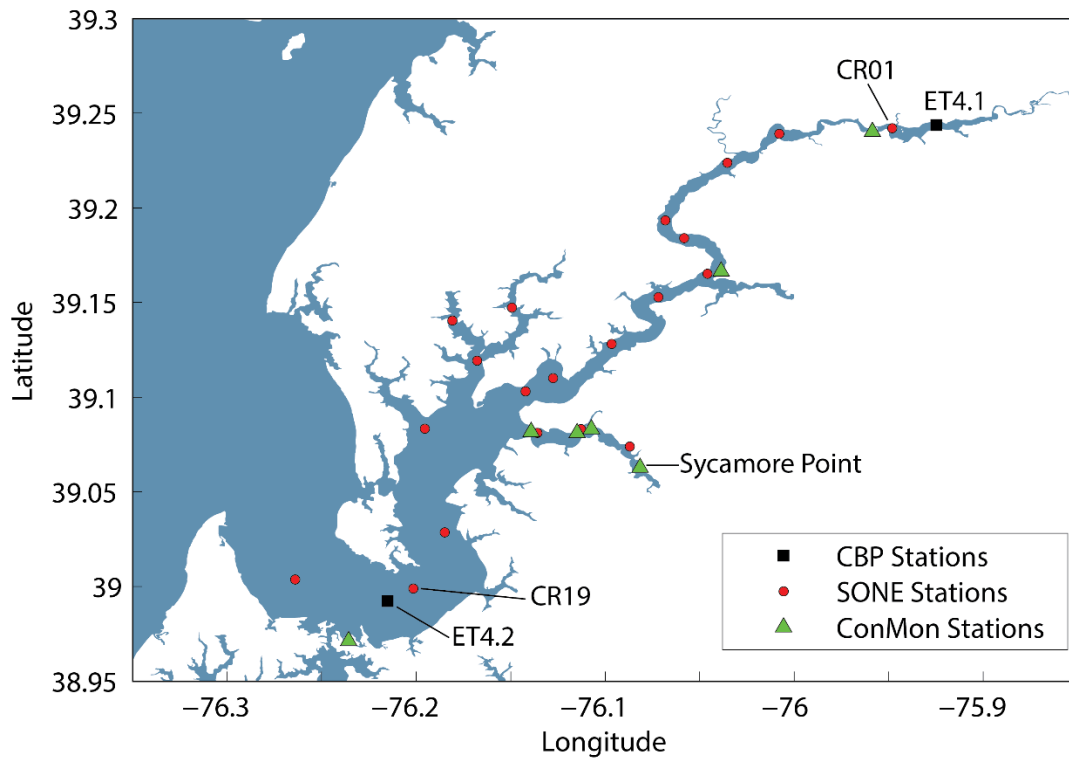 39.3
39.25
39.2
39.15
39.1
39.05
39
38.95
Latitude
CR01
ET4.1
Sycamore Point
CR19
ET4.2
CBP Stations
SONE Stations
ConMon Stations
−76.3
−76.2
−76.1
−76
−75.9
Longitude